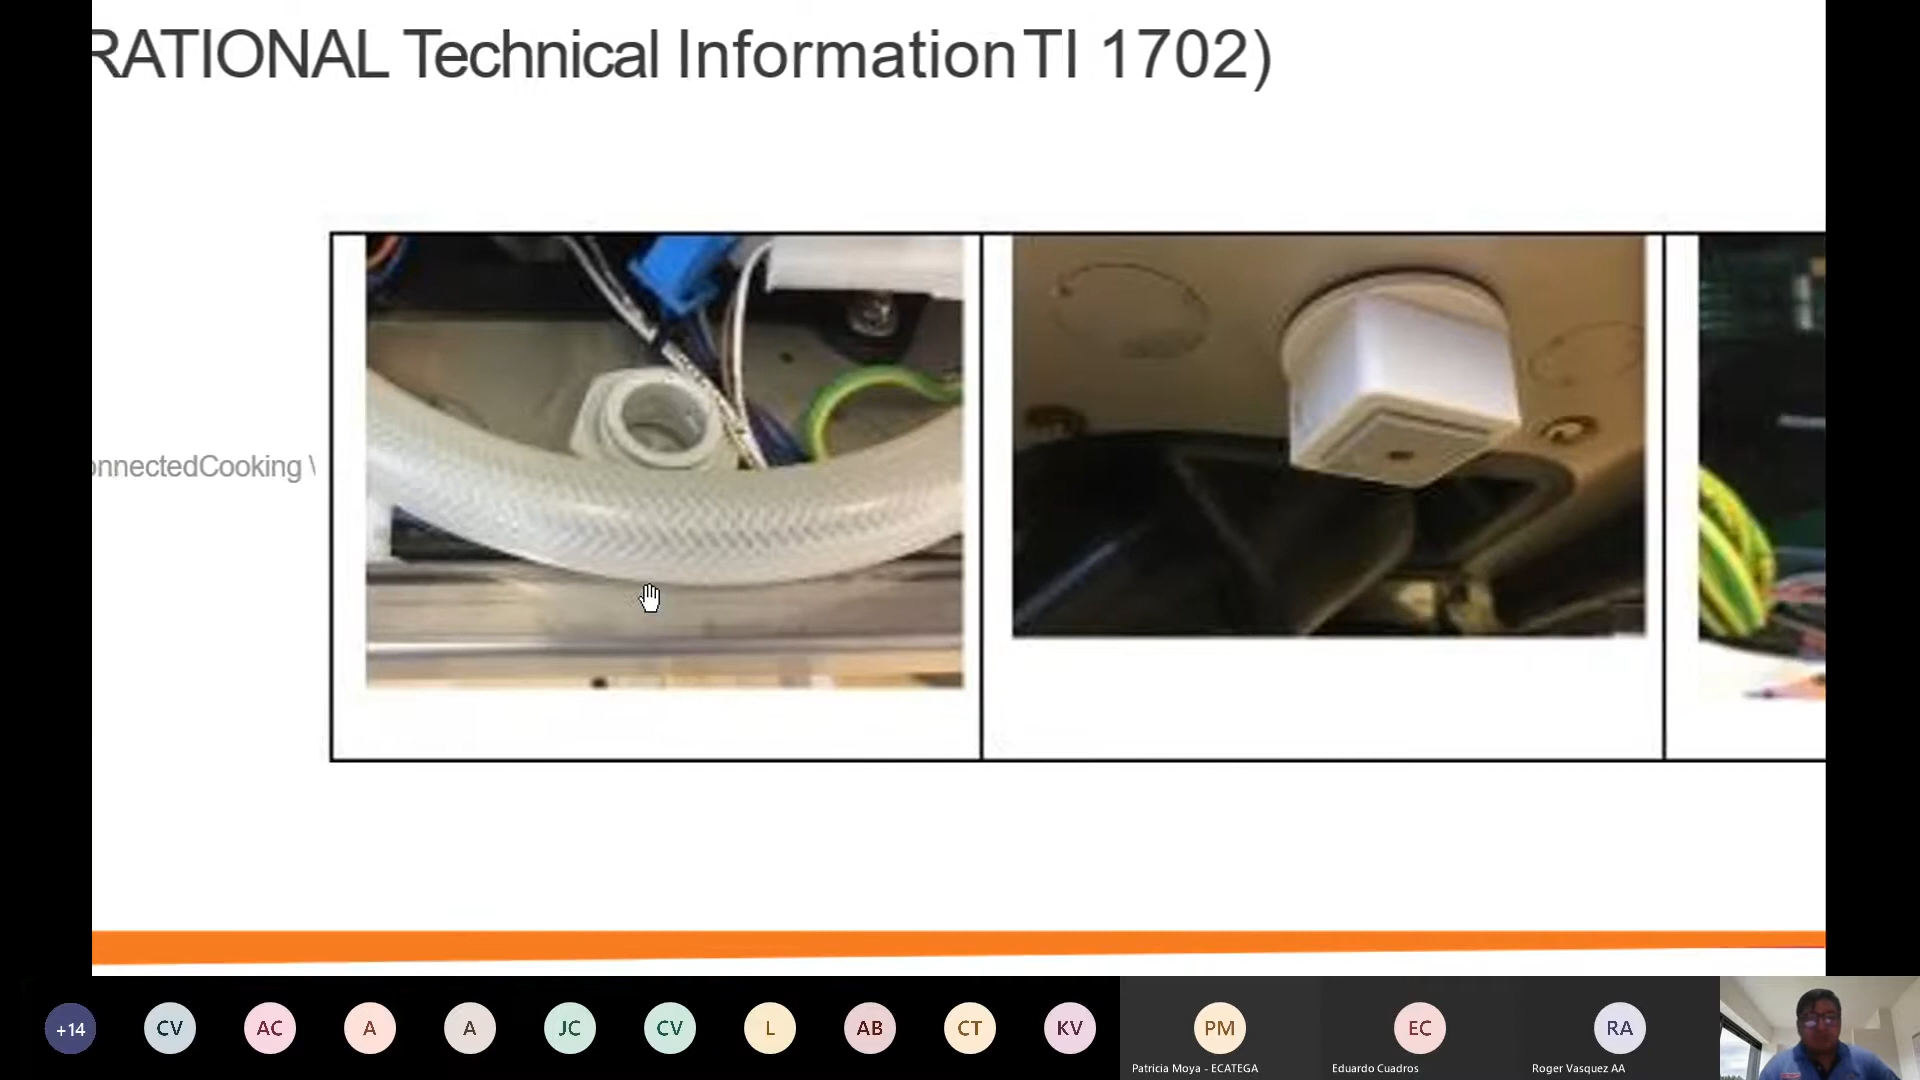 RATIONAL Technical Information TI 1702)
onnectedCooking \
+14
CV
AC
A
A
JC
CV
L
AB
CT
KV
PM
EC
RA
Patricia Moya - ECATEGA
Eduardo Cuadros
Roger Vasquez AA